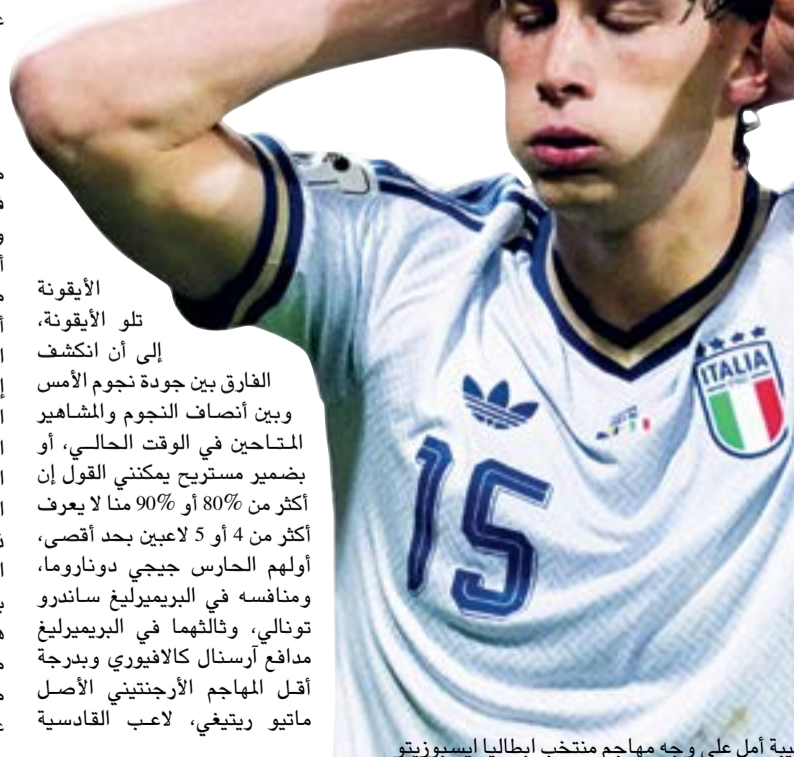 الأيقونة
تلو الأيقونة،
إلى أن انكشف
الفارق بين جودة نجوم الأمس
وبين أنصاف النجوم والمشاهير
المتاحين في الوقت الحالي، أو
بضمير مستريح يمكنني القول إن
أكثر من 80% أو 90% منا لا يعرف
أكثر من 4 أو 5 لاعبين بحد أقصى،
أولهم الحارس جيجي دوناروما،
ومنافسه في البريميرليغ ساندرو
تونالي، وثالثهما في البريميرليغ
مدافع آرسنال كالافيوري وبدرجة
أقل المهاجم الأرجنتيني الأصل
ماتيو ريتيغي، لاعب القادسية
ITALIA
15
أمل على وجه مهاجم منتخب ايطاليا ايسبوزيتو